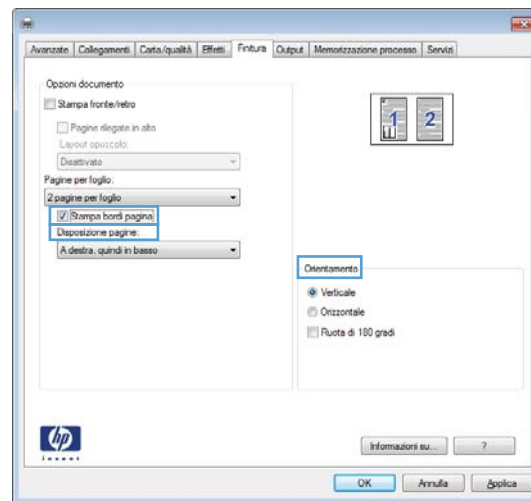 Avanzate Collegamenti Carta/qualità Effetti Finitura Output Memorizzazione processo Servizi
Opzioni documento
Stampa fronte/retro
Pagine rilegate in alto
Layout opuscolo:
Disattivato
Pagine per foglio:
2 pagine per foglio
Stampa bordi pagina
Disposizione pagine:
A destra, quindi in basso
1 2
Orientamento
Verticale
Orizzontale
Ruota di 180 gradi
hp
invent
Informazioni su... ?
OK Annulla Applica